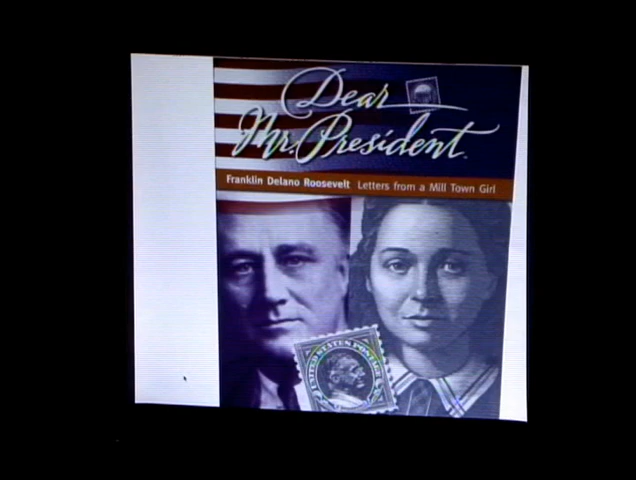 Dear
Mr. President
Franklin Delano Roosevelt Letters from a Mill Town Girl
UNITED STATES POSTAGE